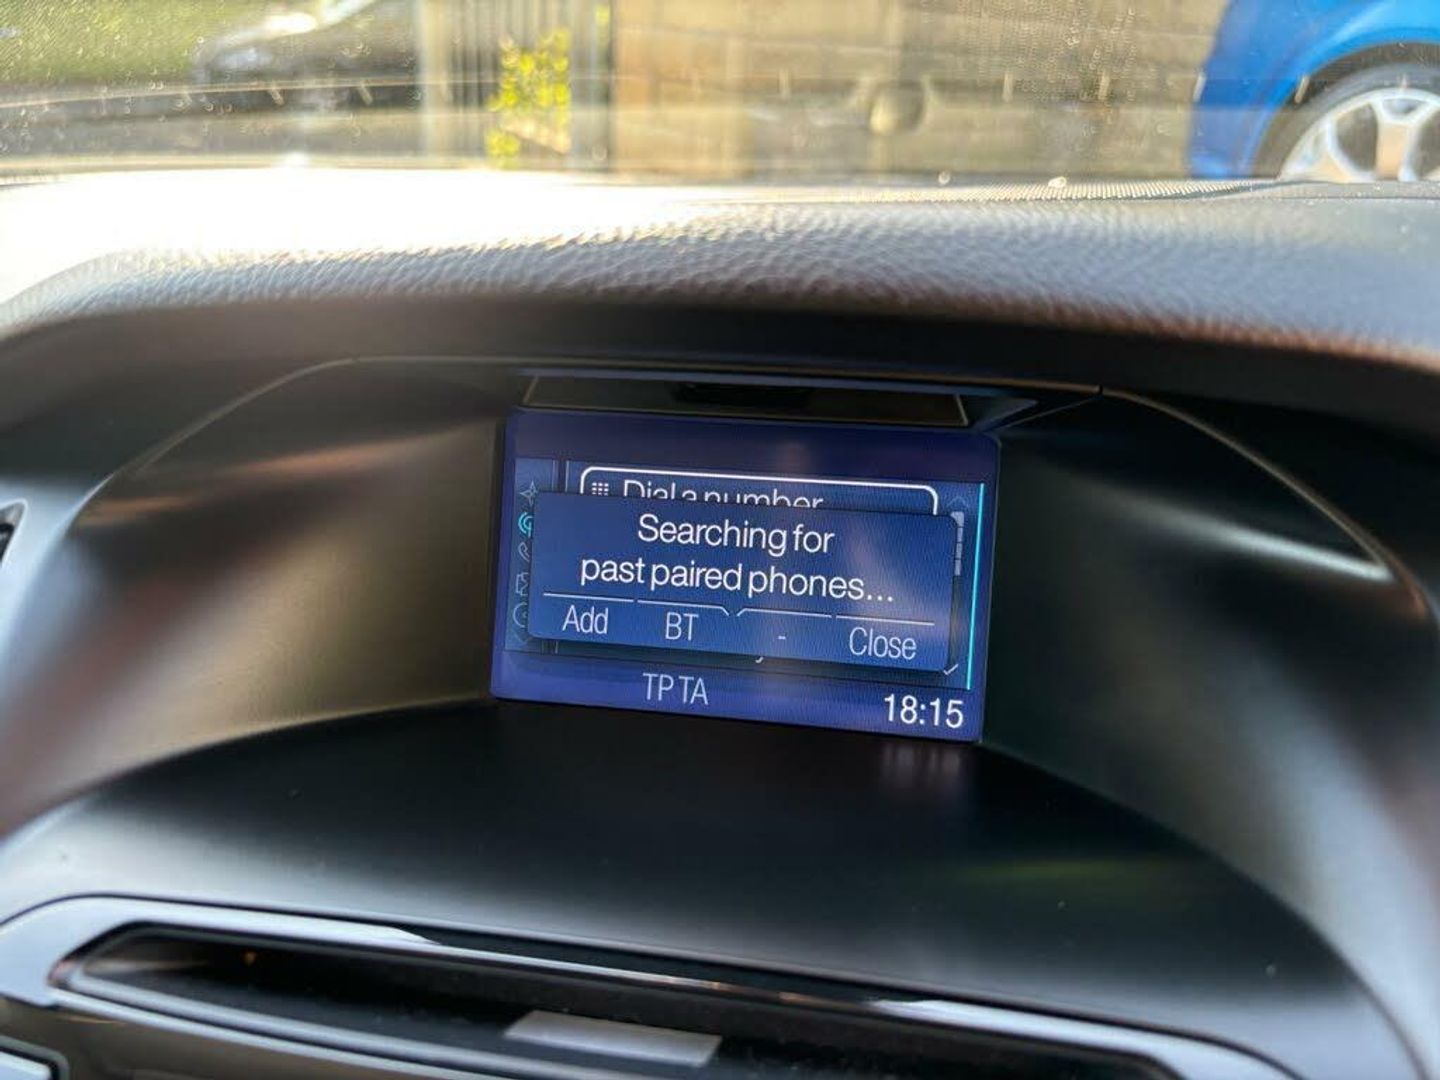 Dial a number
Searching for
past paired phones...
Add BT - Close
TP TA
18:15